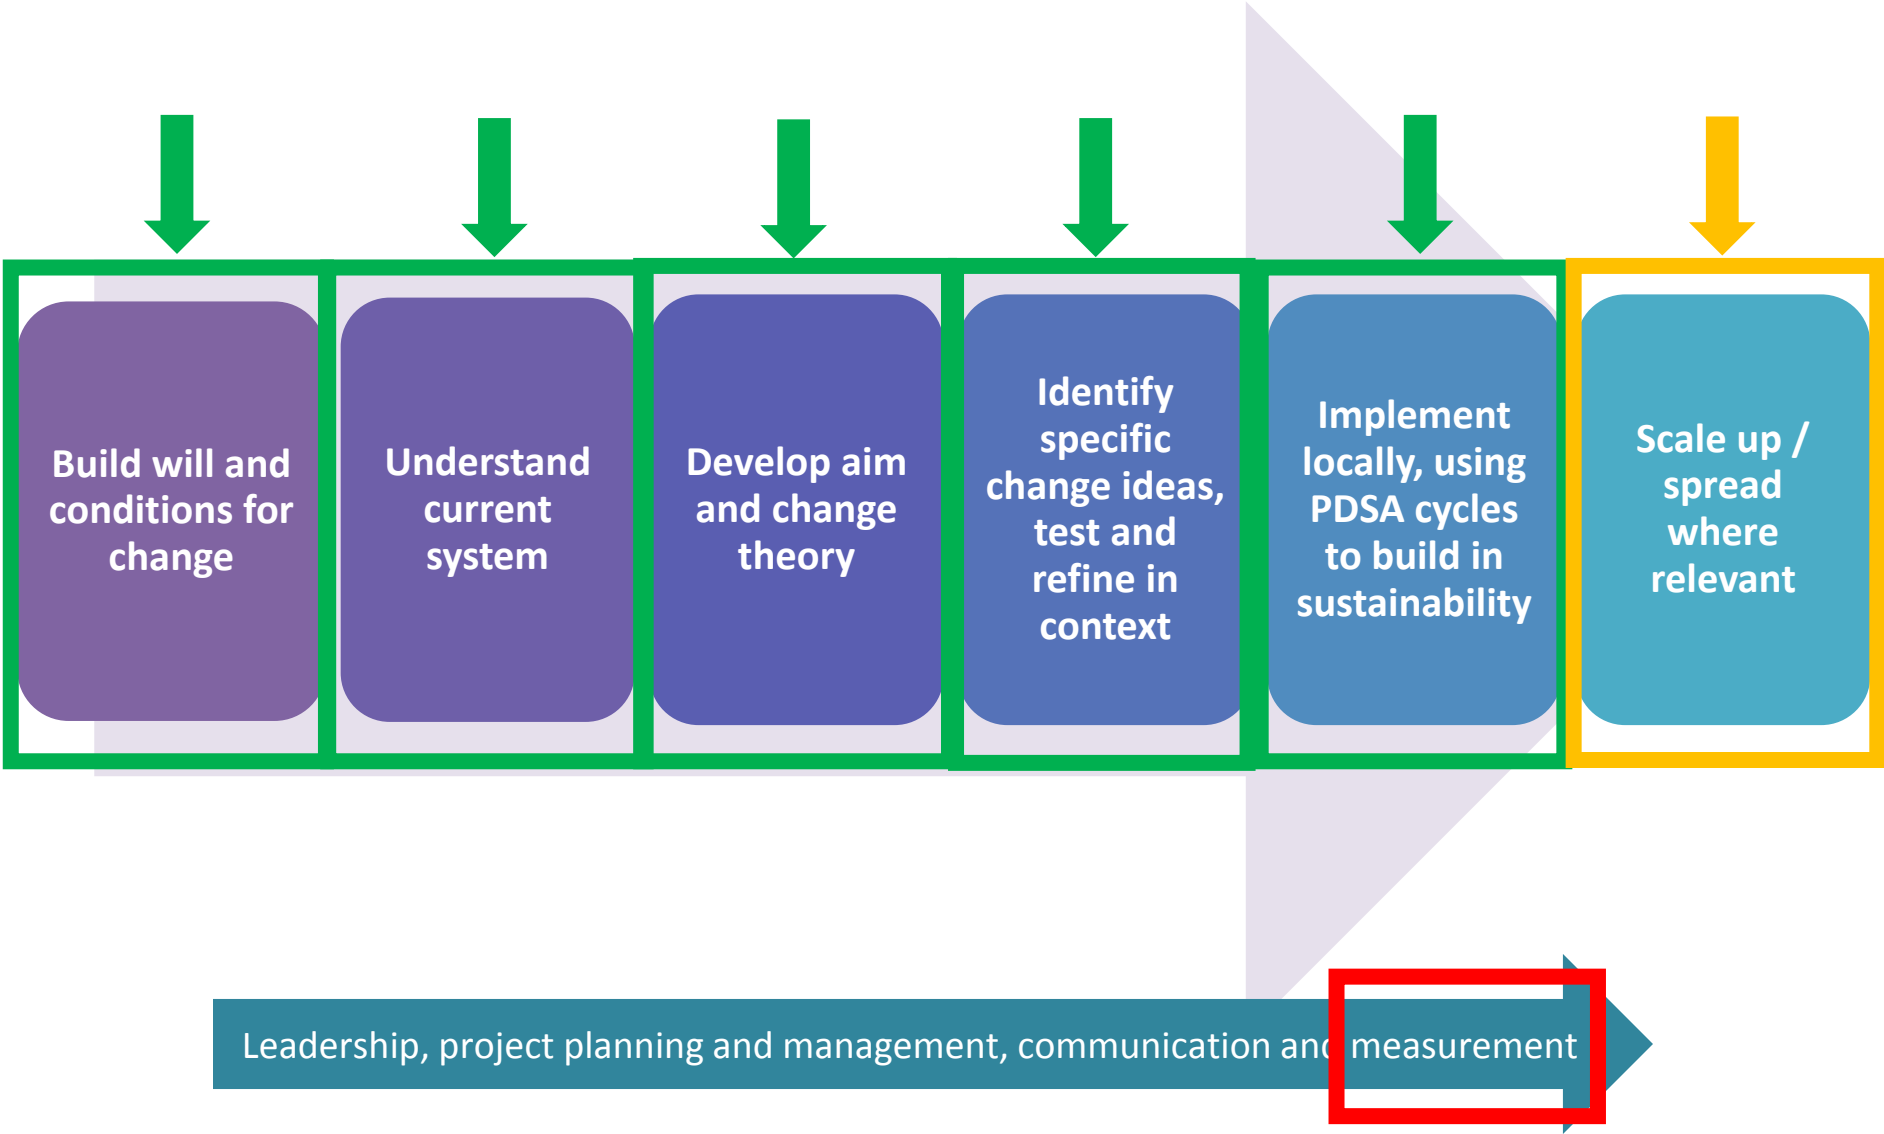 Build will and
conditions for
change
Understand
current
system
Develop aim
and change
theory
Identify
specific
change ideas,
test and
refine in
context
Implement
locally, using
PDSA cycles
to build in
sustainability
Scale up /
spread
where
relevant
Leadership, project planning and management, communication and measurement